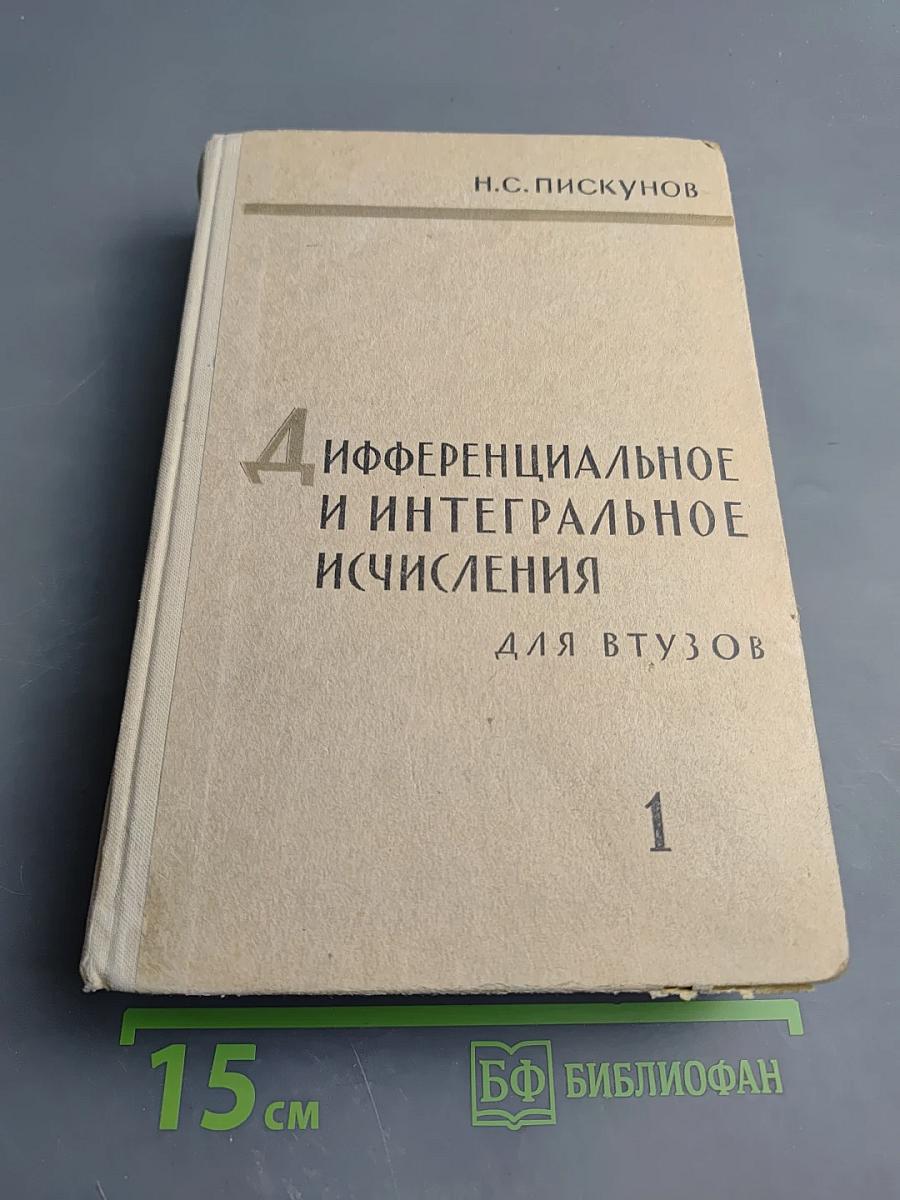 Н.С. ПИСКУНОВ
ДИФФЕРЕНЦИАЛЬНОЕ
И ИНТЕГРАЛЬНОЕ
ИСЧИСЛЕНИЯ
ДЛЯ ВТУЗОВ
1
15 см
БФ БИБЛИОФАН